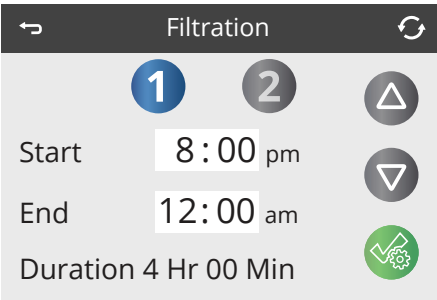 Filtration
1 2
Start 8:00 pm
End 12:00 am
Duration 4 Hr 00 Min